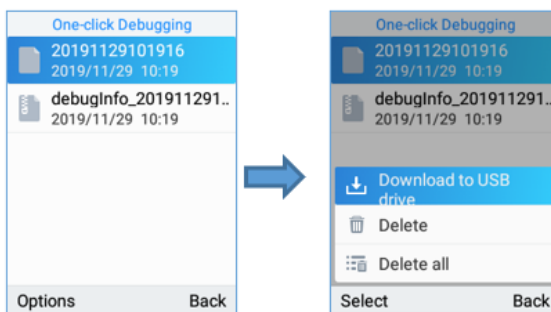 One-click Debugging
20191129101916
2019/11/29 10:19
debugInfo_201911291..
2019/11/29 10:19
Options Back
One-click Debugging
20191129101916
2019/11/29 10:19
debugInfo_201911291..
2019/11/29 10:19
Download to USB
drive
Delete
Delete all
Select Back